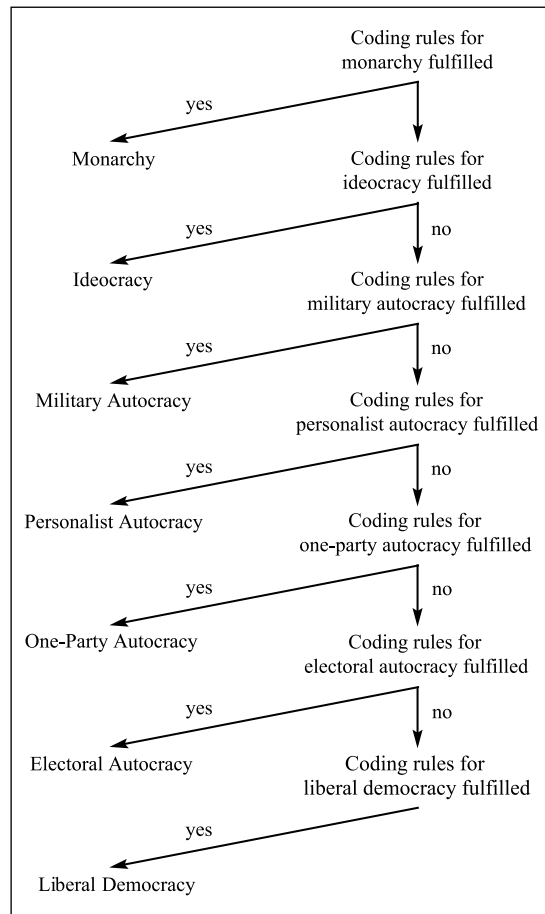 Coding rules for
monarchy fulfilled
yes
Monarchy
Coding rules for
ideocracy fulfilled
yes
no
Ideocracy
Coding rules for
military autocracy fulfilled
yes
no
Military Autocracy
Coding rules for
personalist autocracy fulfilled
yes
no
Personalist Autocracy
Coding rules for
one-party autocracy fulfilled
yes
no
One-Party Autocracy
Coding rules for
electoral autocracy fulfilled
yes
no
Electoral Autocracy
Coding rules for
liberal democracy fulfilled
yes
Liberal Democracy